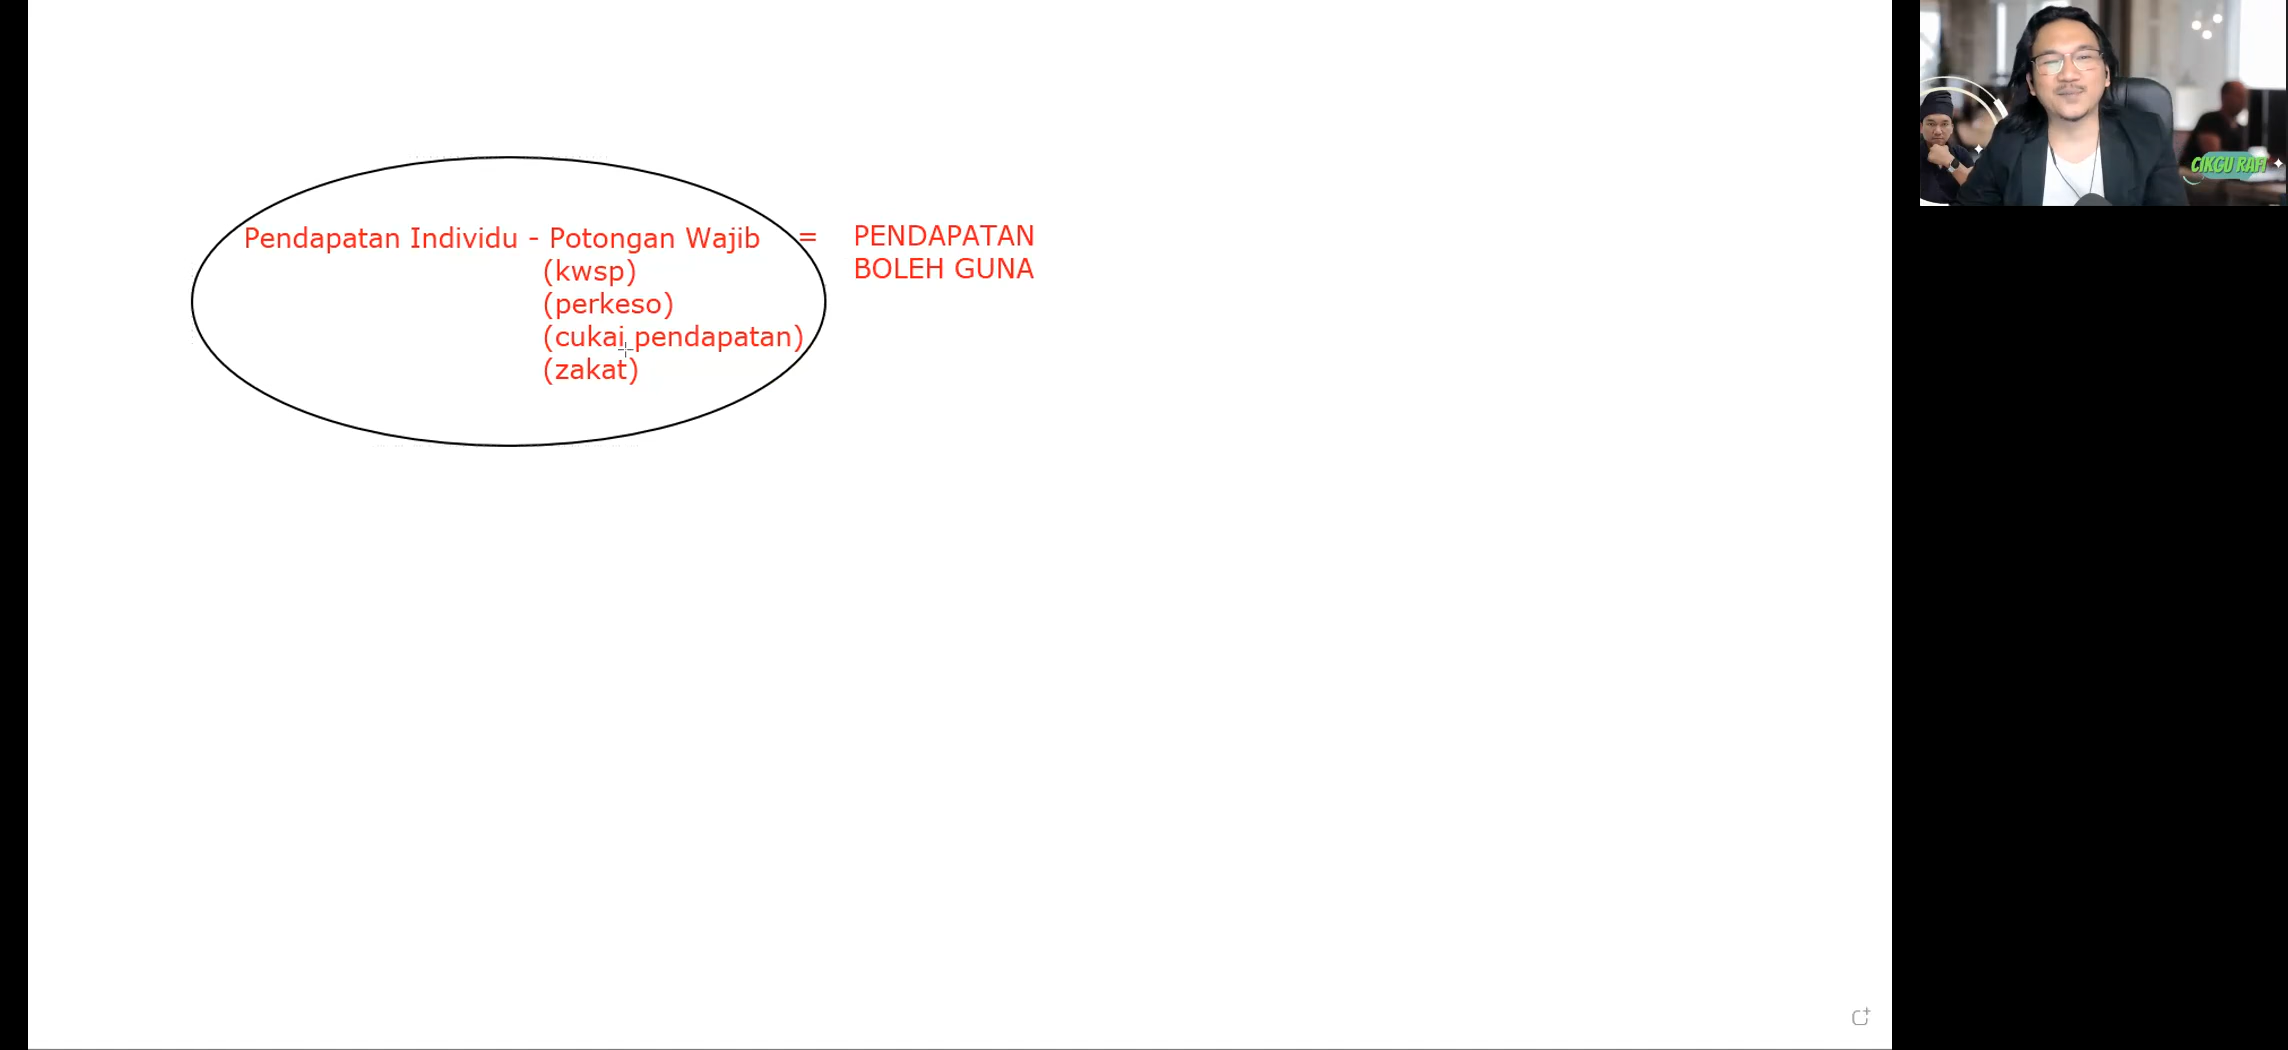 Pendapatan Individu - Potongan Wajib = PENDAPATAN
BOLEH GUNA
(kwsp)
(perkeso)
(cukai pendapatan)
(zakat)
CIKGU RAFI